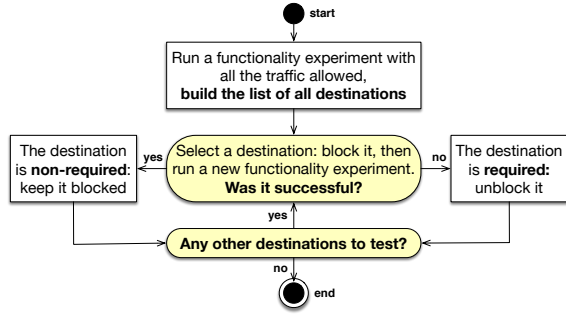 start
Run a functionality experiment with
all the traffic allowed,
build the list of all destinations
The destination
is non-required:
keep it blocked
yes
Select a destination: block it, then
run a new functionality experiment.
Was it successful?
no
The destination
is required:
unblock it
yes
Any other destinations to test?
no
end